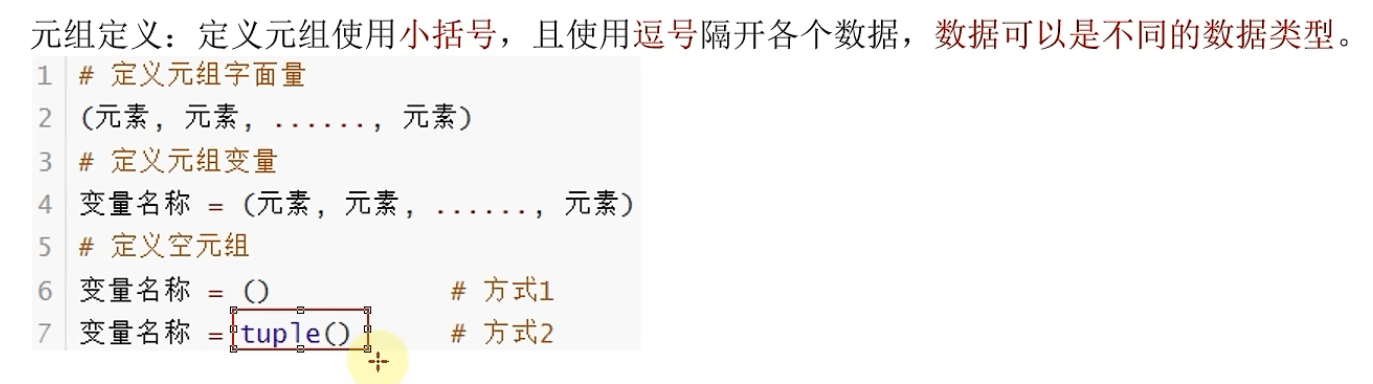 元组定义：定义元组使用小括号，且使用逗号隔开各个数据，数据可以是不同的数据类型。
1 # 定义元组字面量
2 (元素, 元素, ......, 元素)
3 # 定义元组变量
4 变量名称 = (元素, 元素, ......, 元素)
5 # 定义空元组
6 变量名称 = () # 方式1
7 变量名称 = tuple() # 方式2